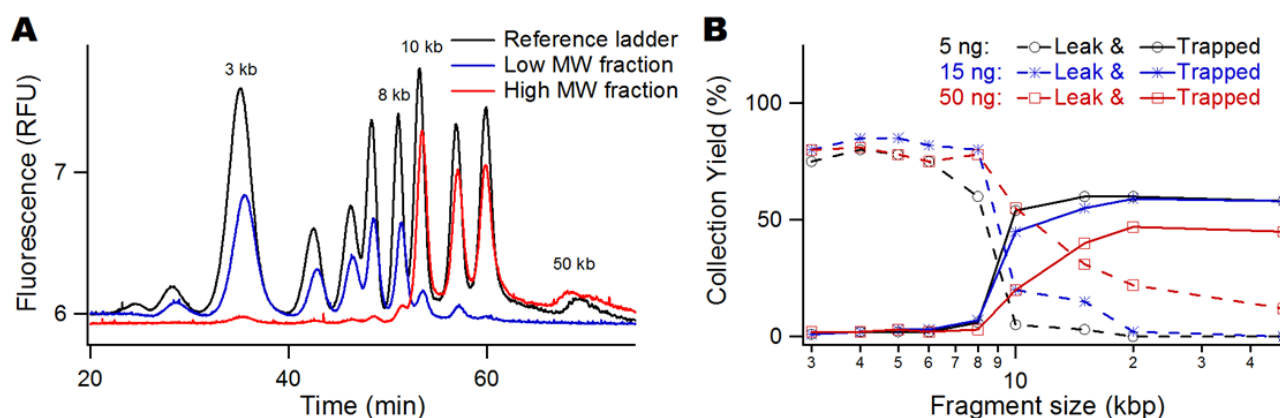 A
3 kb
8 kb
10 kb
50 kb
Reference ladder
Low MW fraction
High MW fraction
Fluorescence (RFU)
7
6
20
40
60
Time (min)
B
5 ng: Leak & Trapped
15 ng: Leak & Trapped
50 ng: Leak & Trapped
Collection Yield (%)
100
50
0
3 4 5 6 7 8 9 10 2 3 4
Fragment size (kbp)